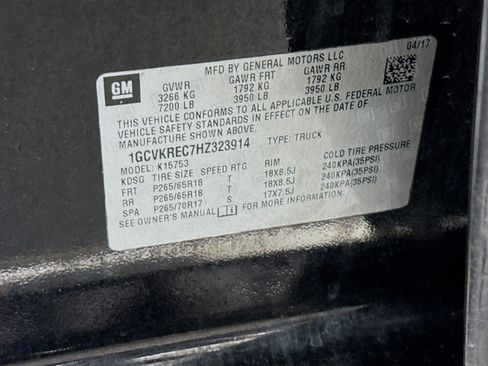 GM
MFD BY GENERAL MOTORS LLC
04/17
GVWR GAWR FRT GAWR RR
3266 KG 1792 KG 1792 KG
7200 LB 3950 LB 3950 LB
THIS VEHICLE CONFORMS TO ALL APPLICABLE U.S. FEDERAL MOTOR
VEHICLE SAFETY STANDARDS IN EFFECT ON THE DATE OF
MANUFACTURE SHOWN ABOVE.
1GCVKREC7HZ323914 TYPE: TRUCK
MODEL: K15753
KDSG TIRE SIZE SPEED RTG RIM COLD TIRE PRESSURE
FRT P265/65R18 T 18X8.5J 240KPA(35PSI)
RR P265/65R18 T 18X8.5J 240KPA(35PSI)
SPA P265/70R17 T 17X7.5J 240KPA(35PSI)
SEE OWNER'S MANUAL FOR MORE INFORMATION.